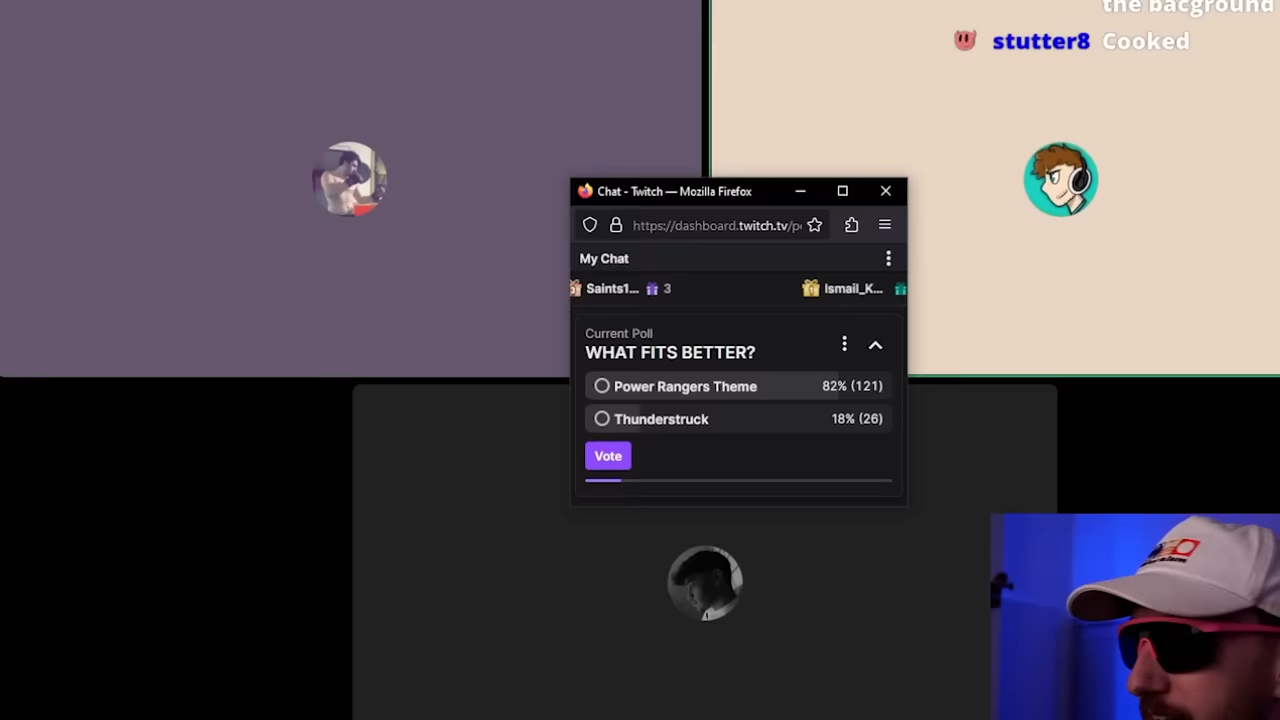 the bacground
stutter8 Cooked
Chat - Twitch — Mozilla Firefox
https://dashboard.twitch.tv/p
My Chat
Saints1... 3
Ismail_K...
Current Poll
WHAT FITS BETTER?
Power Rangers Theme 82% (121)
Thunderstruck 18% (26)
Vote